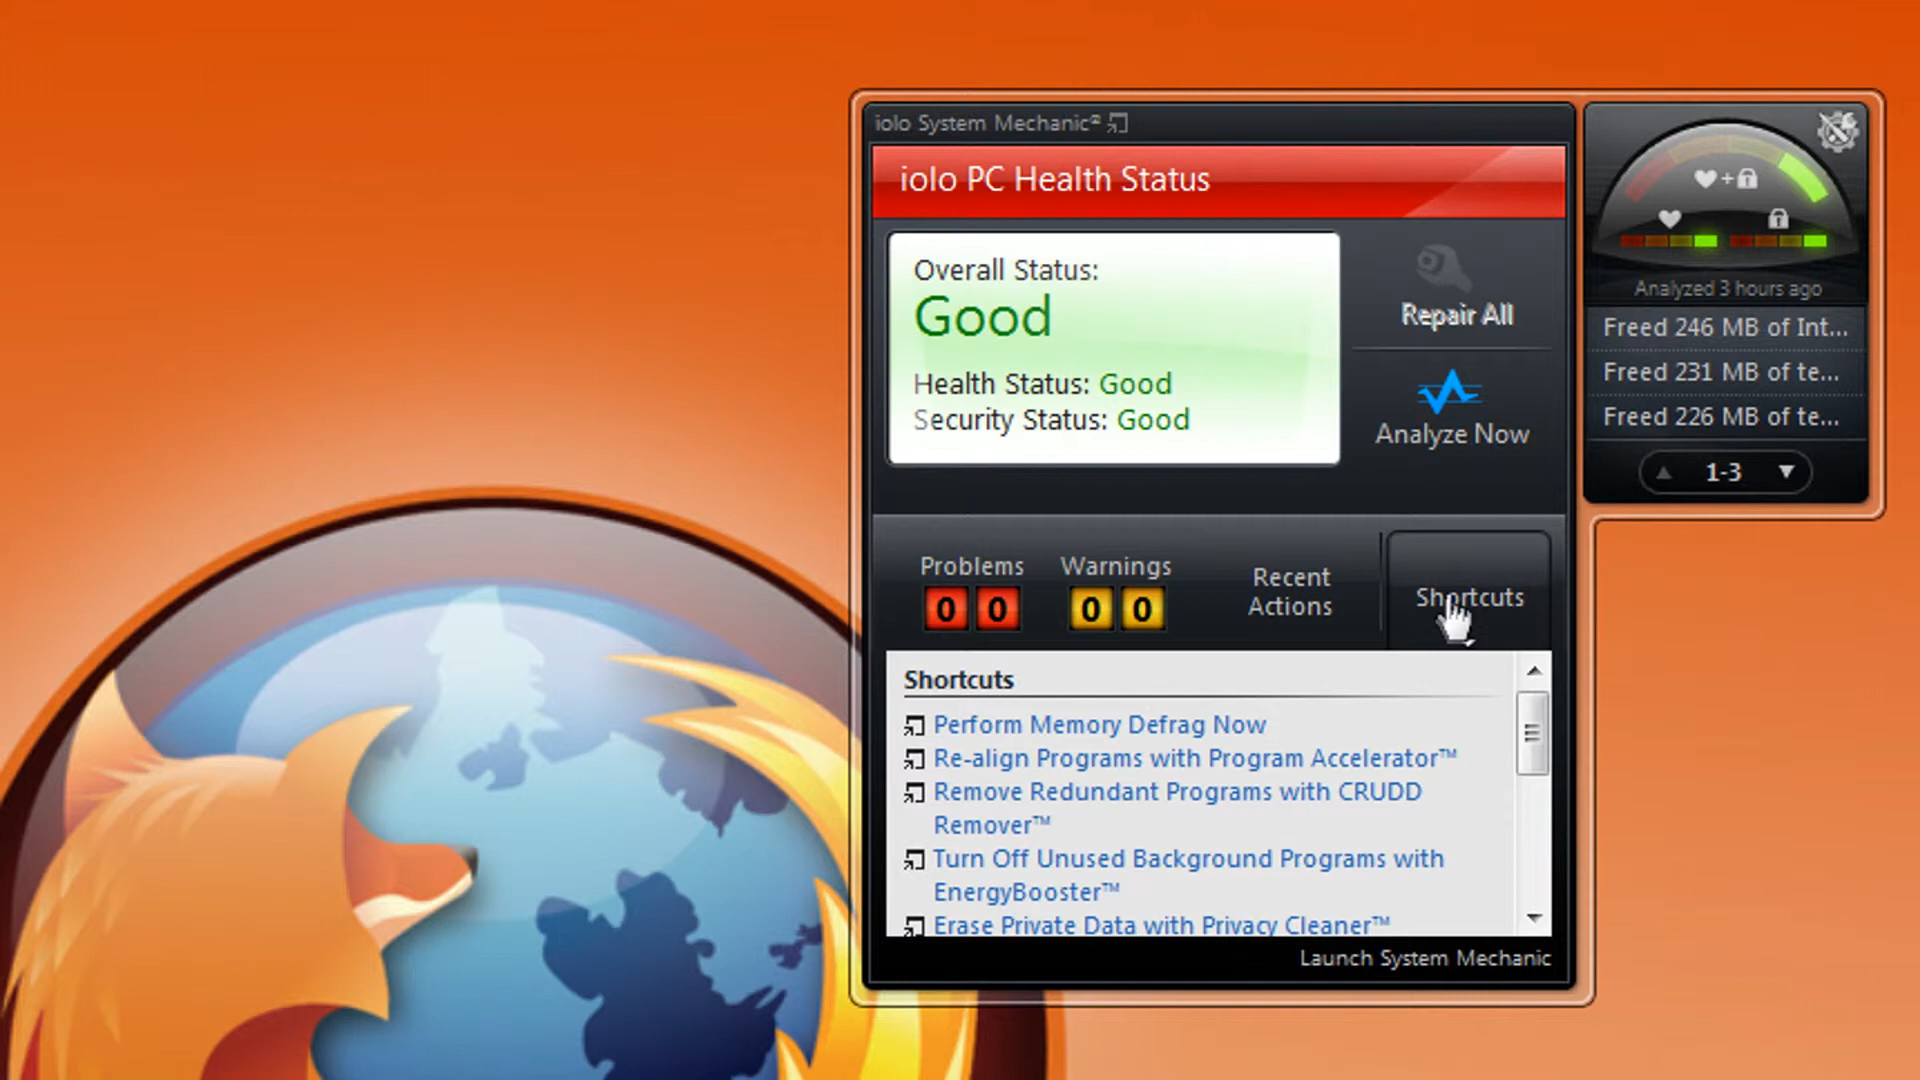 iolo System Mechanic®
iolo PC Health Status
Overall Status:
Good
Health Status: Good
Security Status: Good
Repair All
Analyze Now
Problems
0 0
Warnings
0 0
Recent
Actions
Shortcuts
Shortcuts
Perform Memory Defrag Now
Re-align Programs with Program Accelerator™
Remove Redundant Programs with CRUDD
Remover™
Turn Off Unused Background Programs with
EnergyBooster™
Erase Private Data with Privacy Cleaner™
Launch System Mechanic
Analyzed 3 hours ago
Freed 246 MB of Int...
Freed 231 MB of te...
Freed 226 MB of te...
1-3